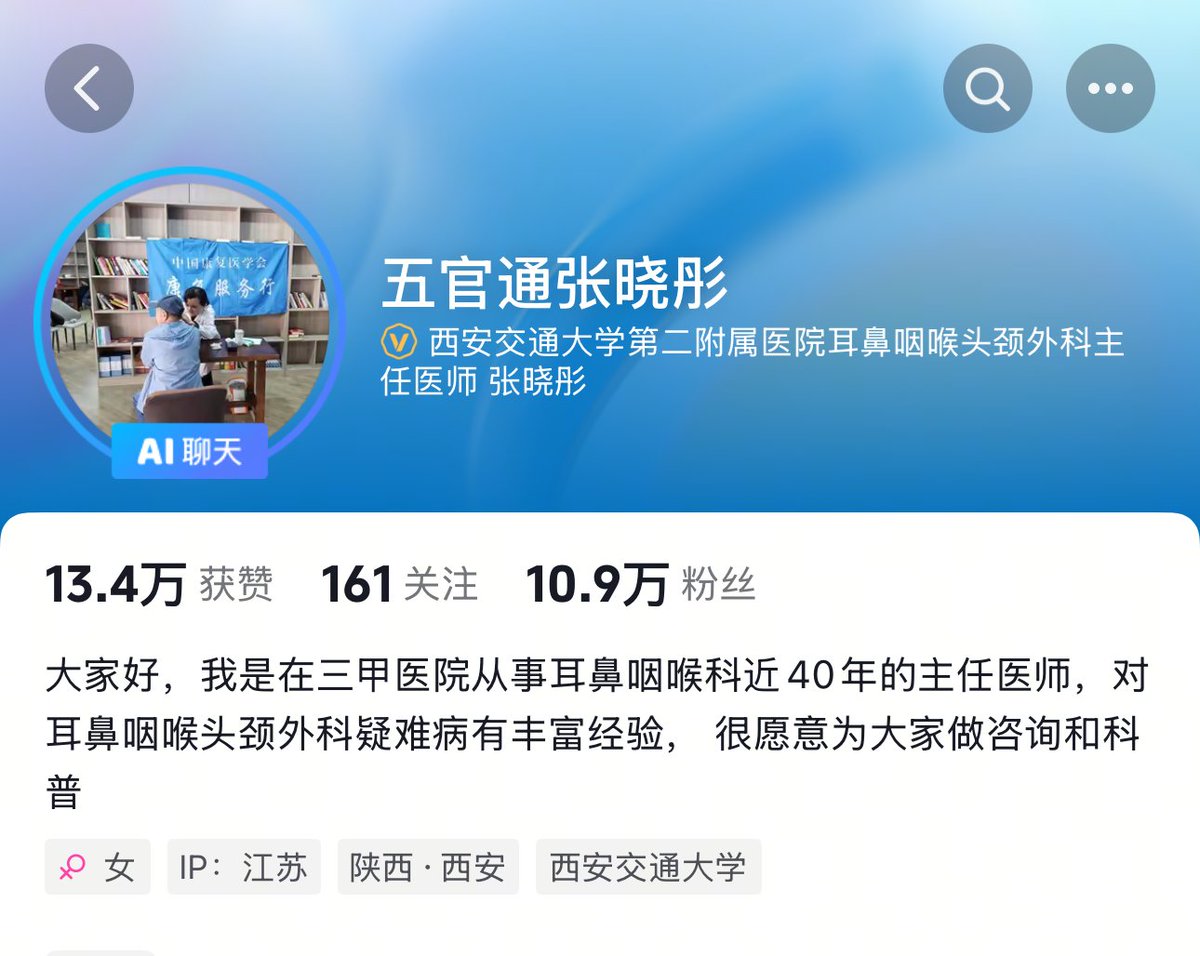 中国康复医学会
康复服务行
AI 聊天
五官通张晓彤
西安交通大学第二附属医院耳鼻咽喉头颈外科主
任医师 张晓彤
13.4万 获赞 161 关注 10.9万 粉丝
大家好，我是在三甲医院从事耳鼻咽喉科近40年的主任医师，对
耳鼻咽喉头颈外科疑难病有丰富经验， 很愿意为大家做咨询和科
普
女 IP：江苏 陕西·西安 西安交通大学